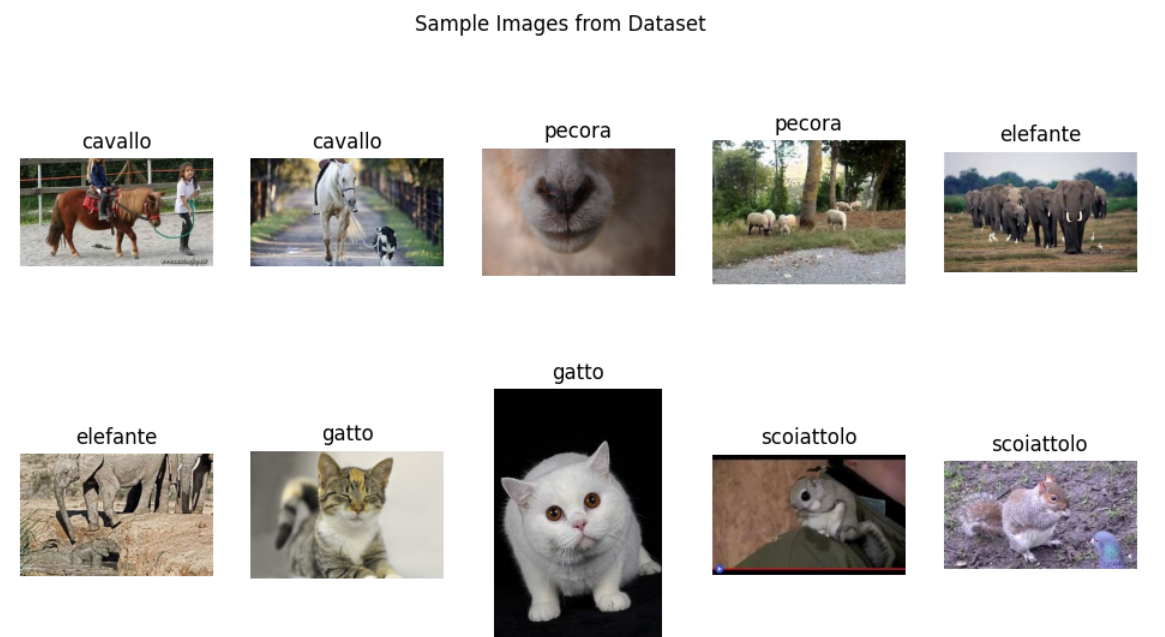 Sample Images from Dataset
cavallo
cavallo
pecora
pecora
elefante
elefante
gatto
gatto
scoiattolo
scoiattolo